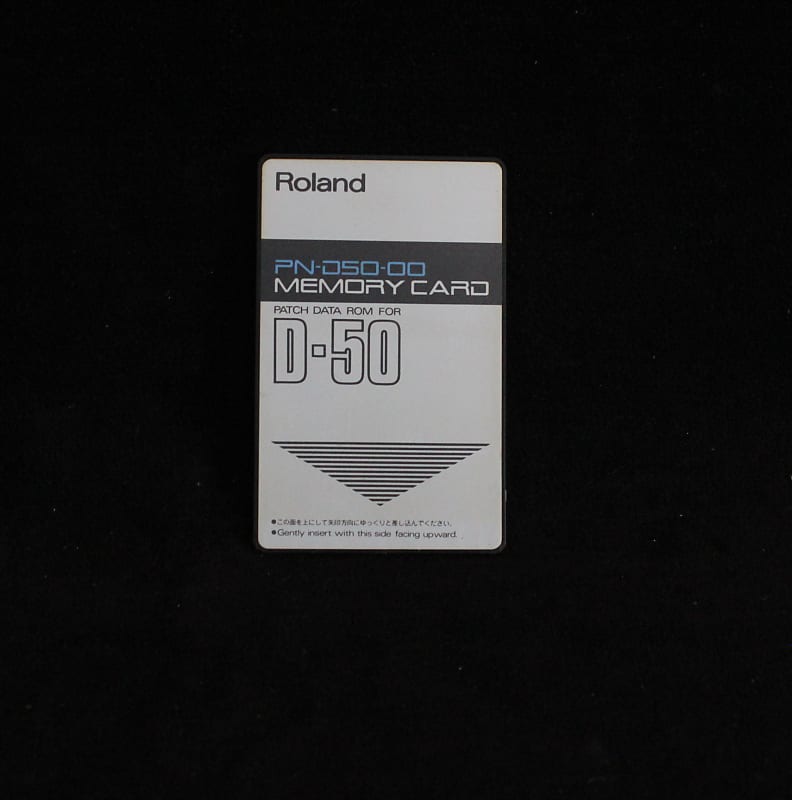 Roland
PN-D50-00
MEMORY CARD
PATCH DATA ROM FOR
D-50
●この面を上にして矢印方向にゆっくりと差し込んでください。
●Gently insert with this side facing upward.